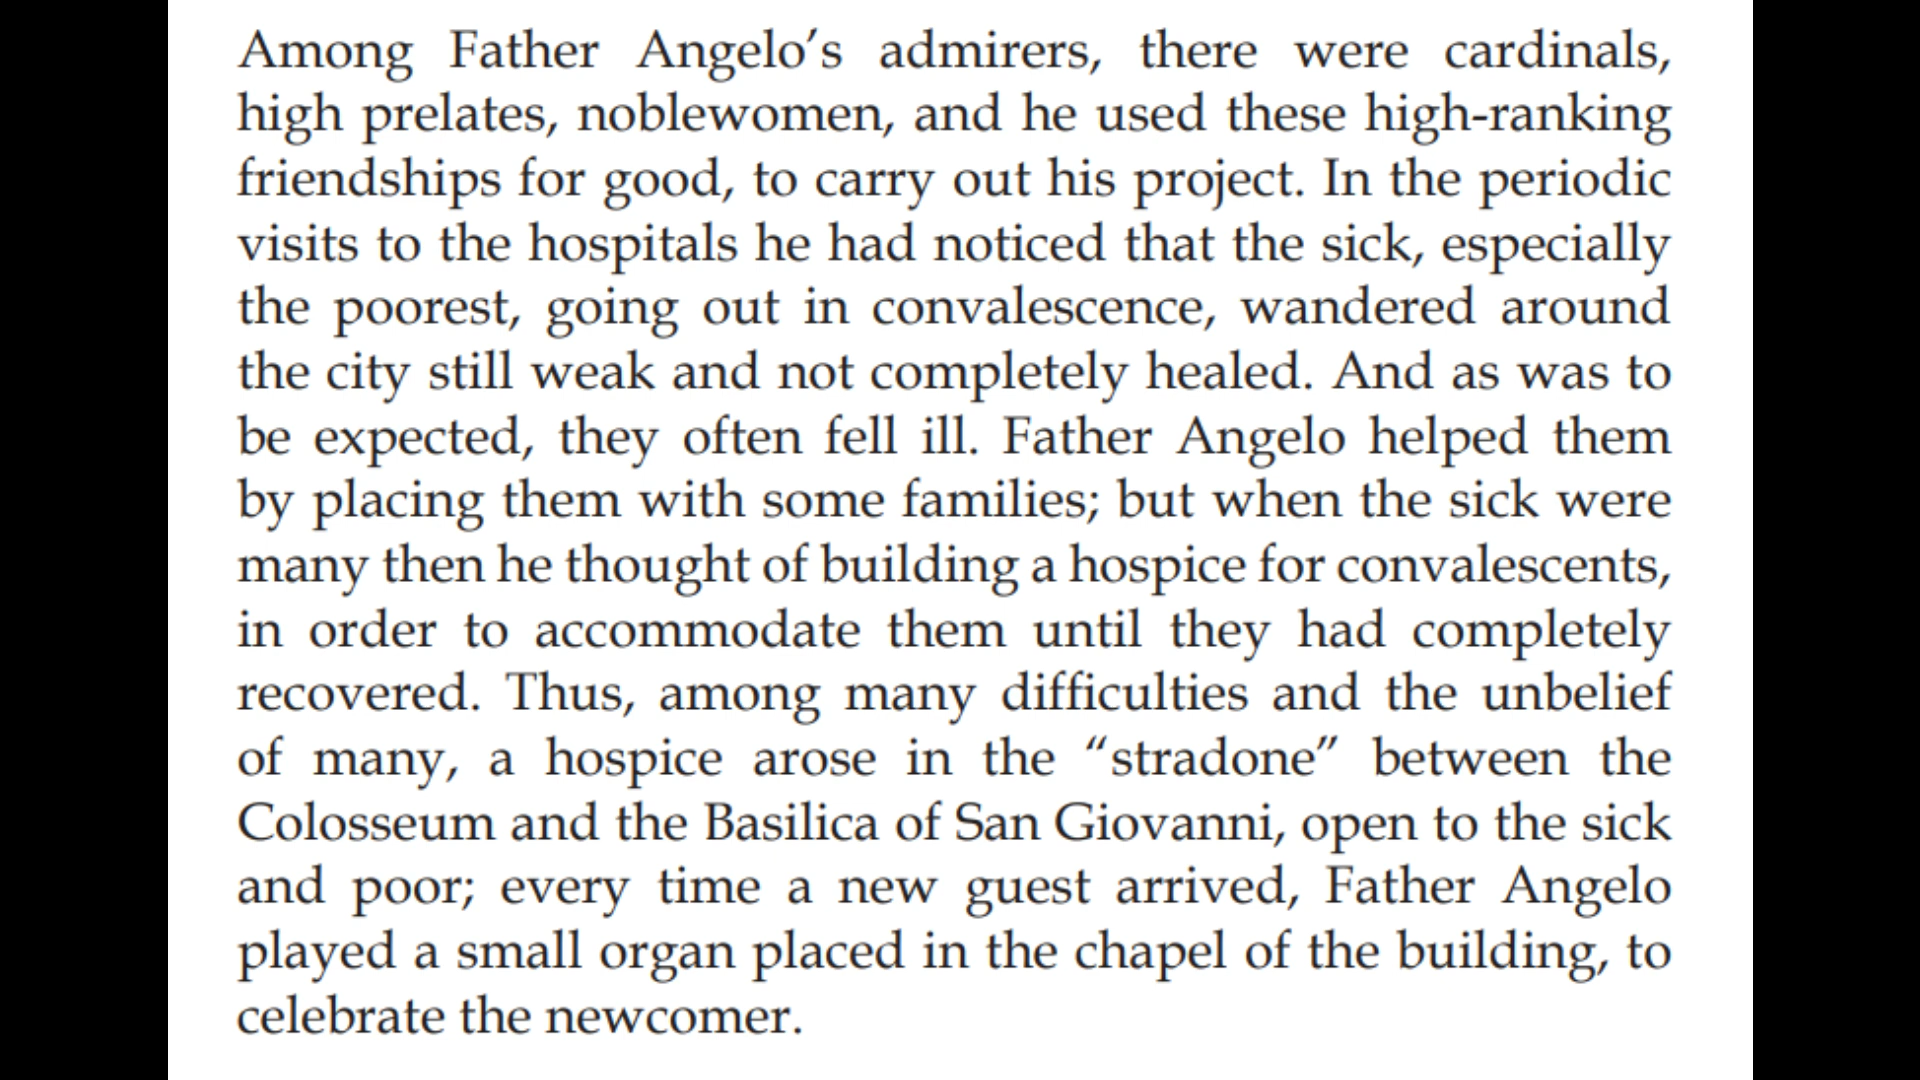 Among Father Angelo’s admirers, there were cardinals,
high prelates, noblewomen, and he used these high-ranking
friendships for good, to carry out his project. In the periodic
visits to the hospitals he had noticed that the sick, especially
the poorest, going out in convalescence, wandered around
the city still weak and not completely healed. And as was to
be expected, they often fell ill. Father Angelo helped them
by placing them with some families; but when the sick were
many then he thought of building a hospice for convalescents,
in order to accommodate them until they had completely
recovered. Thus, among many difficulties and the unbelief
of many, a hospice arose in the “stradone” between the
Colosseum and the Basilica of San Giovanni, open to the sick
and poor; every time a new guest arrived, Father Angelo
played a small organ placed in the chapel of the building, to
celebrate the newcomer.